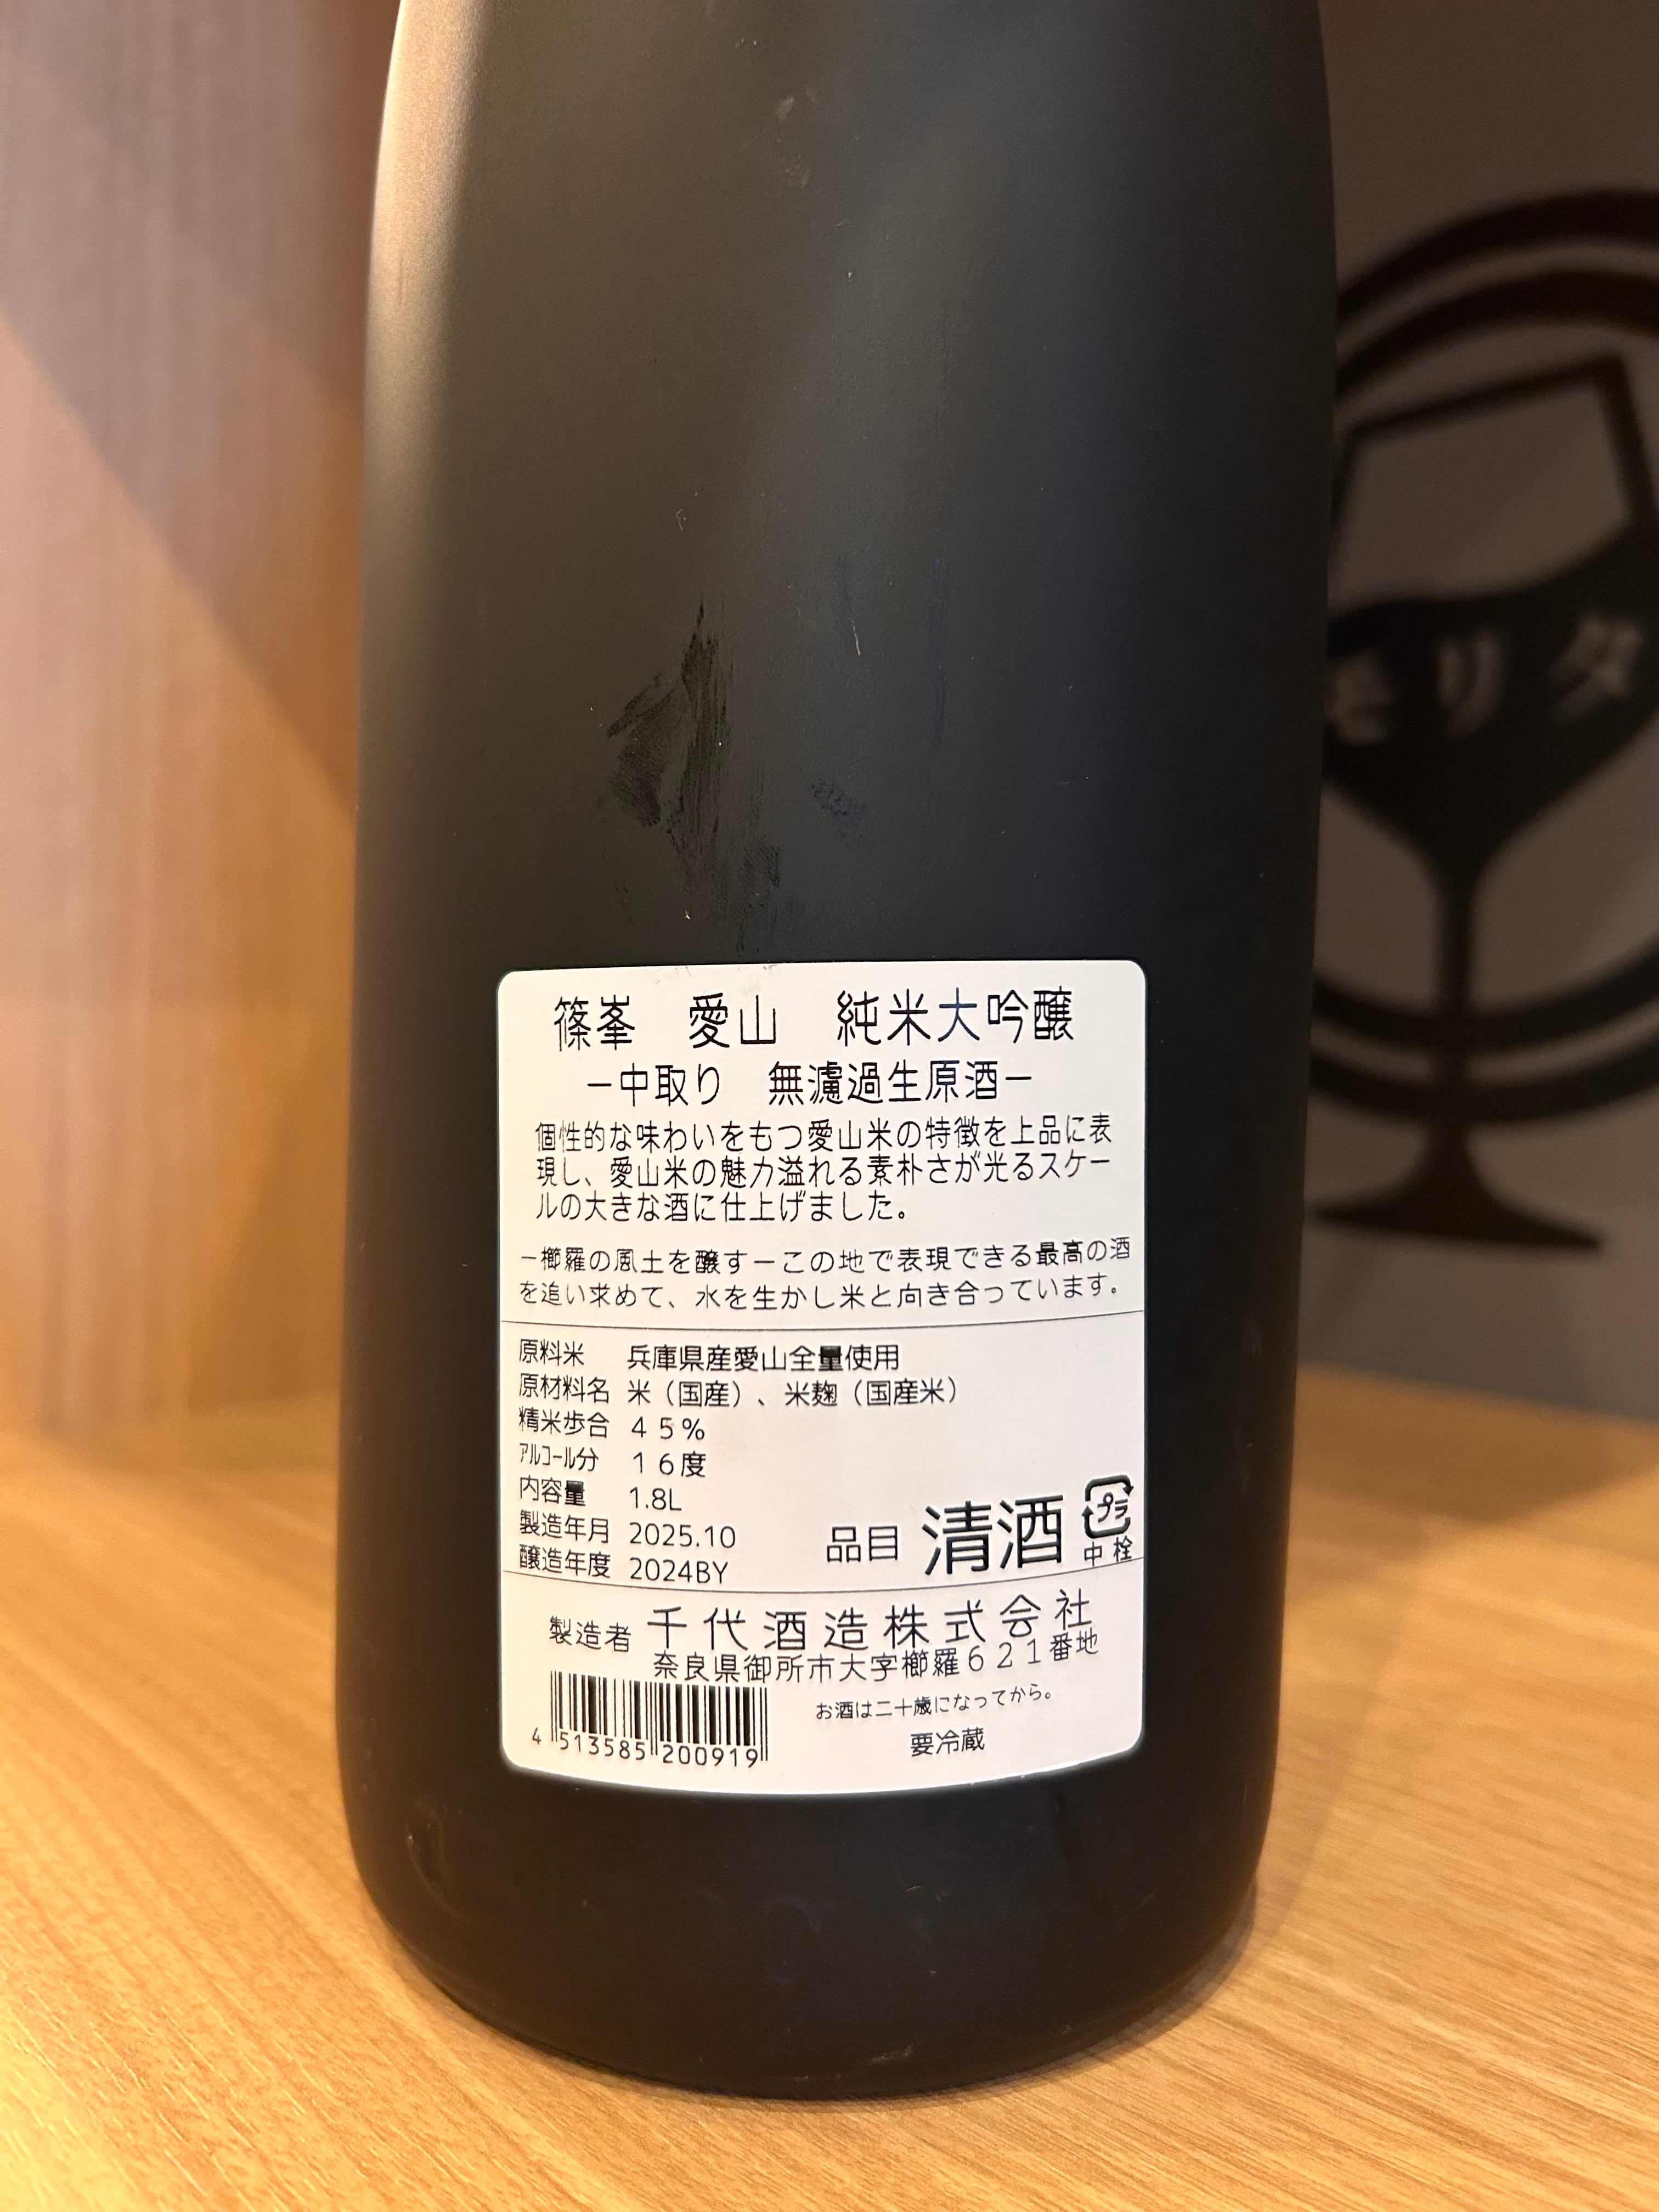 篠峯　愛山　純米大吟醸
－中取り　無濾過生原酒－
個性的な味わいをもつ愛山米の特徴を上品に表
現し、愛山米の魅力溢れる素朴さが光るスケー
ルの大きな酒に仕上げました。
－櫛羅の風土を醸す－この地で表現できる最高の酒
を追い求めて、水を生かし米と向き合っています。
原料米　兵庫県産愛山全量使用
原材料名　米（国産）、米麹（国産米）
精米歩合　４５％
ｱﾙｺｰﾙ分　１６度
内容量　1.8L
製造年月　2025.10
醸造年度　2024BY
品目　清酒
プラ
中栓
製造者　千代酒造株式会社
奈良県御所市大字櫛羅６２１番地
お酒は二十歳になってから。
要冷蔵
4 513585 200919
モリタ